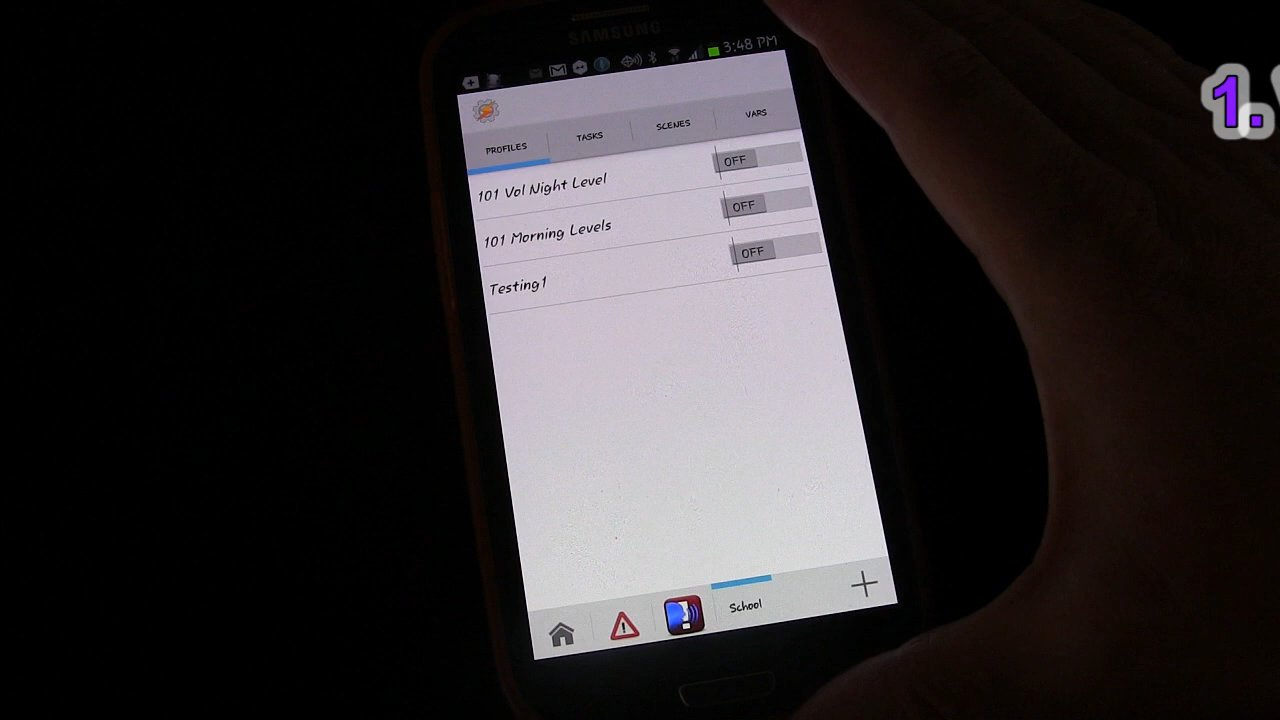 SAMSUNG
3:48 PM
1.
PROFILES
TASKS
SCENES
VARS
101 Vol Night Level
OFF
101 Morning Levels
OFF
Testing1
OFF
School